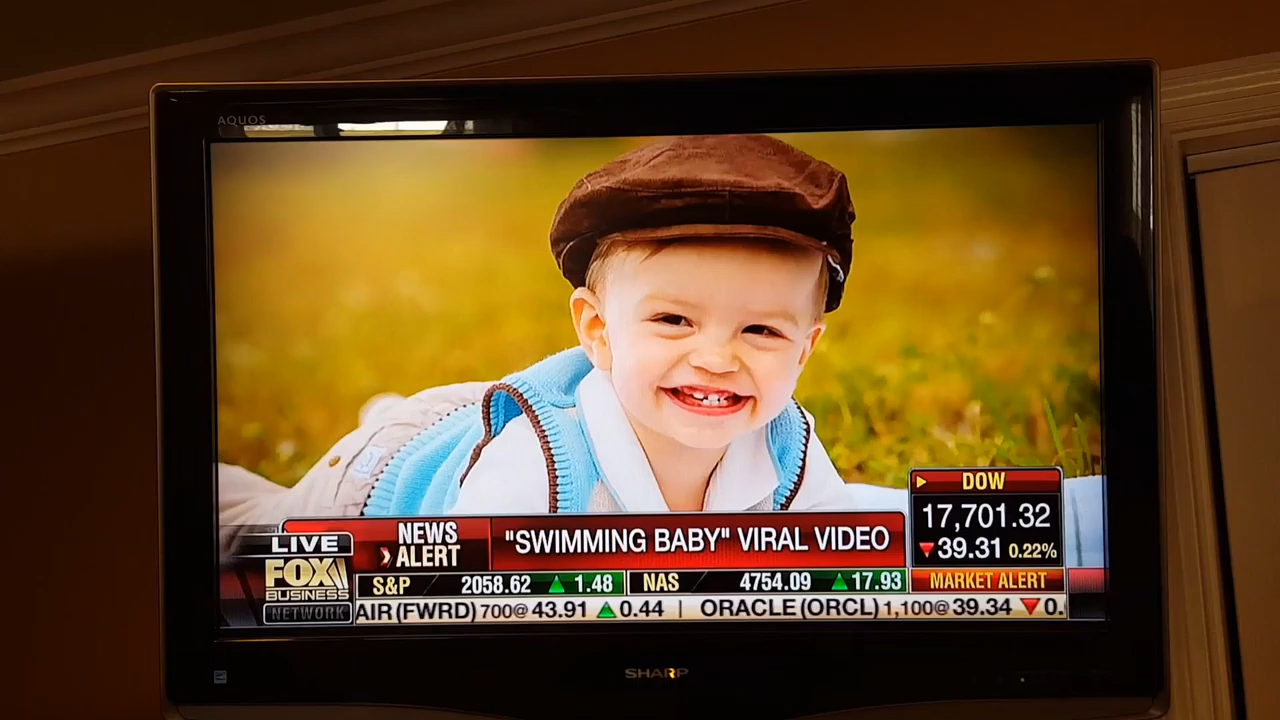 AQUOS
DOW
17,701.32
39.31 0.22%
MARKET ALERT
LIVE
FOX
BUSINESS
NETWORK
NEWS
ALERT
"SWIMMING BABY" VIRAL VIDEO
S&P 2058.62 1.48 NAS 4754.09 17.93
AIR (FWRD) 700@ 43.91 0.44 | ORACLE (ORCL) 1,100@ 39.34 0.
SHARP